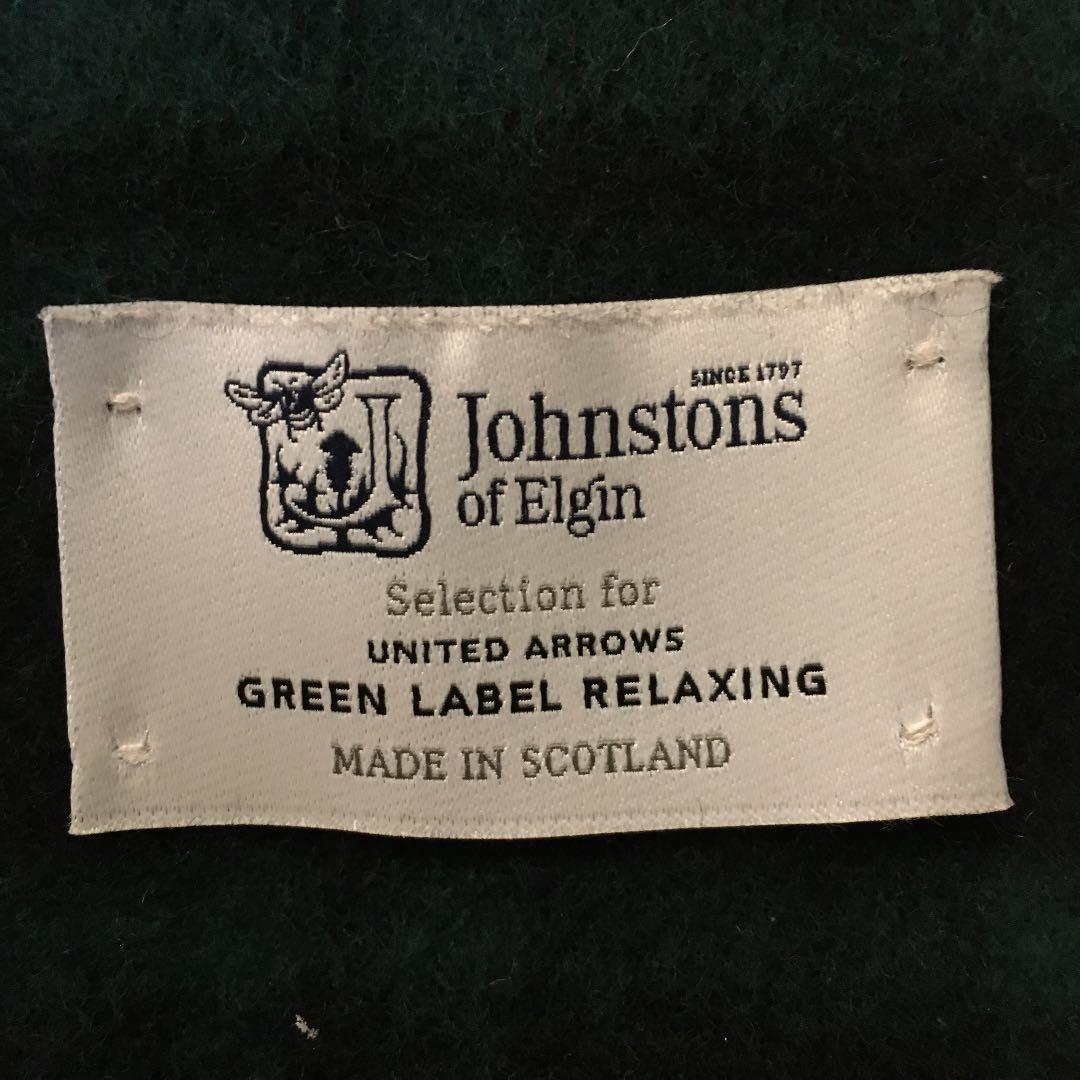 SINCE 1797
Johnstons
of Elgin
Selection for
UNITED ARROWS
GREEN LABEL RELAXING
MADE IN SCOTLAND